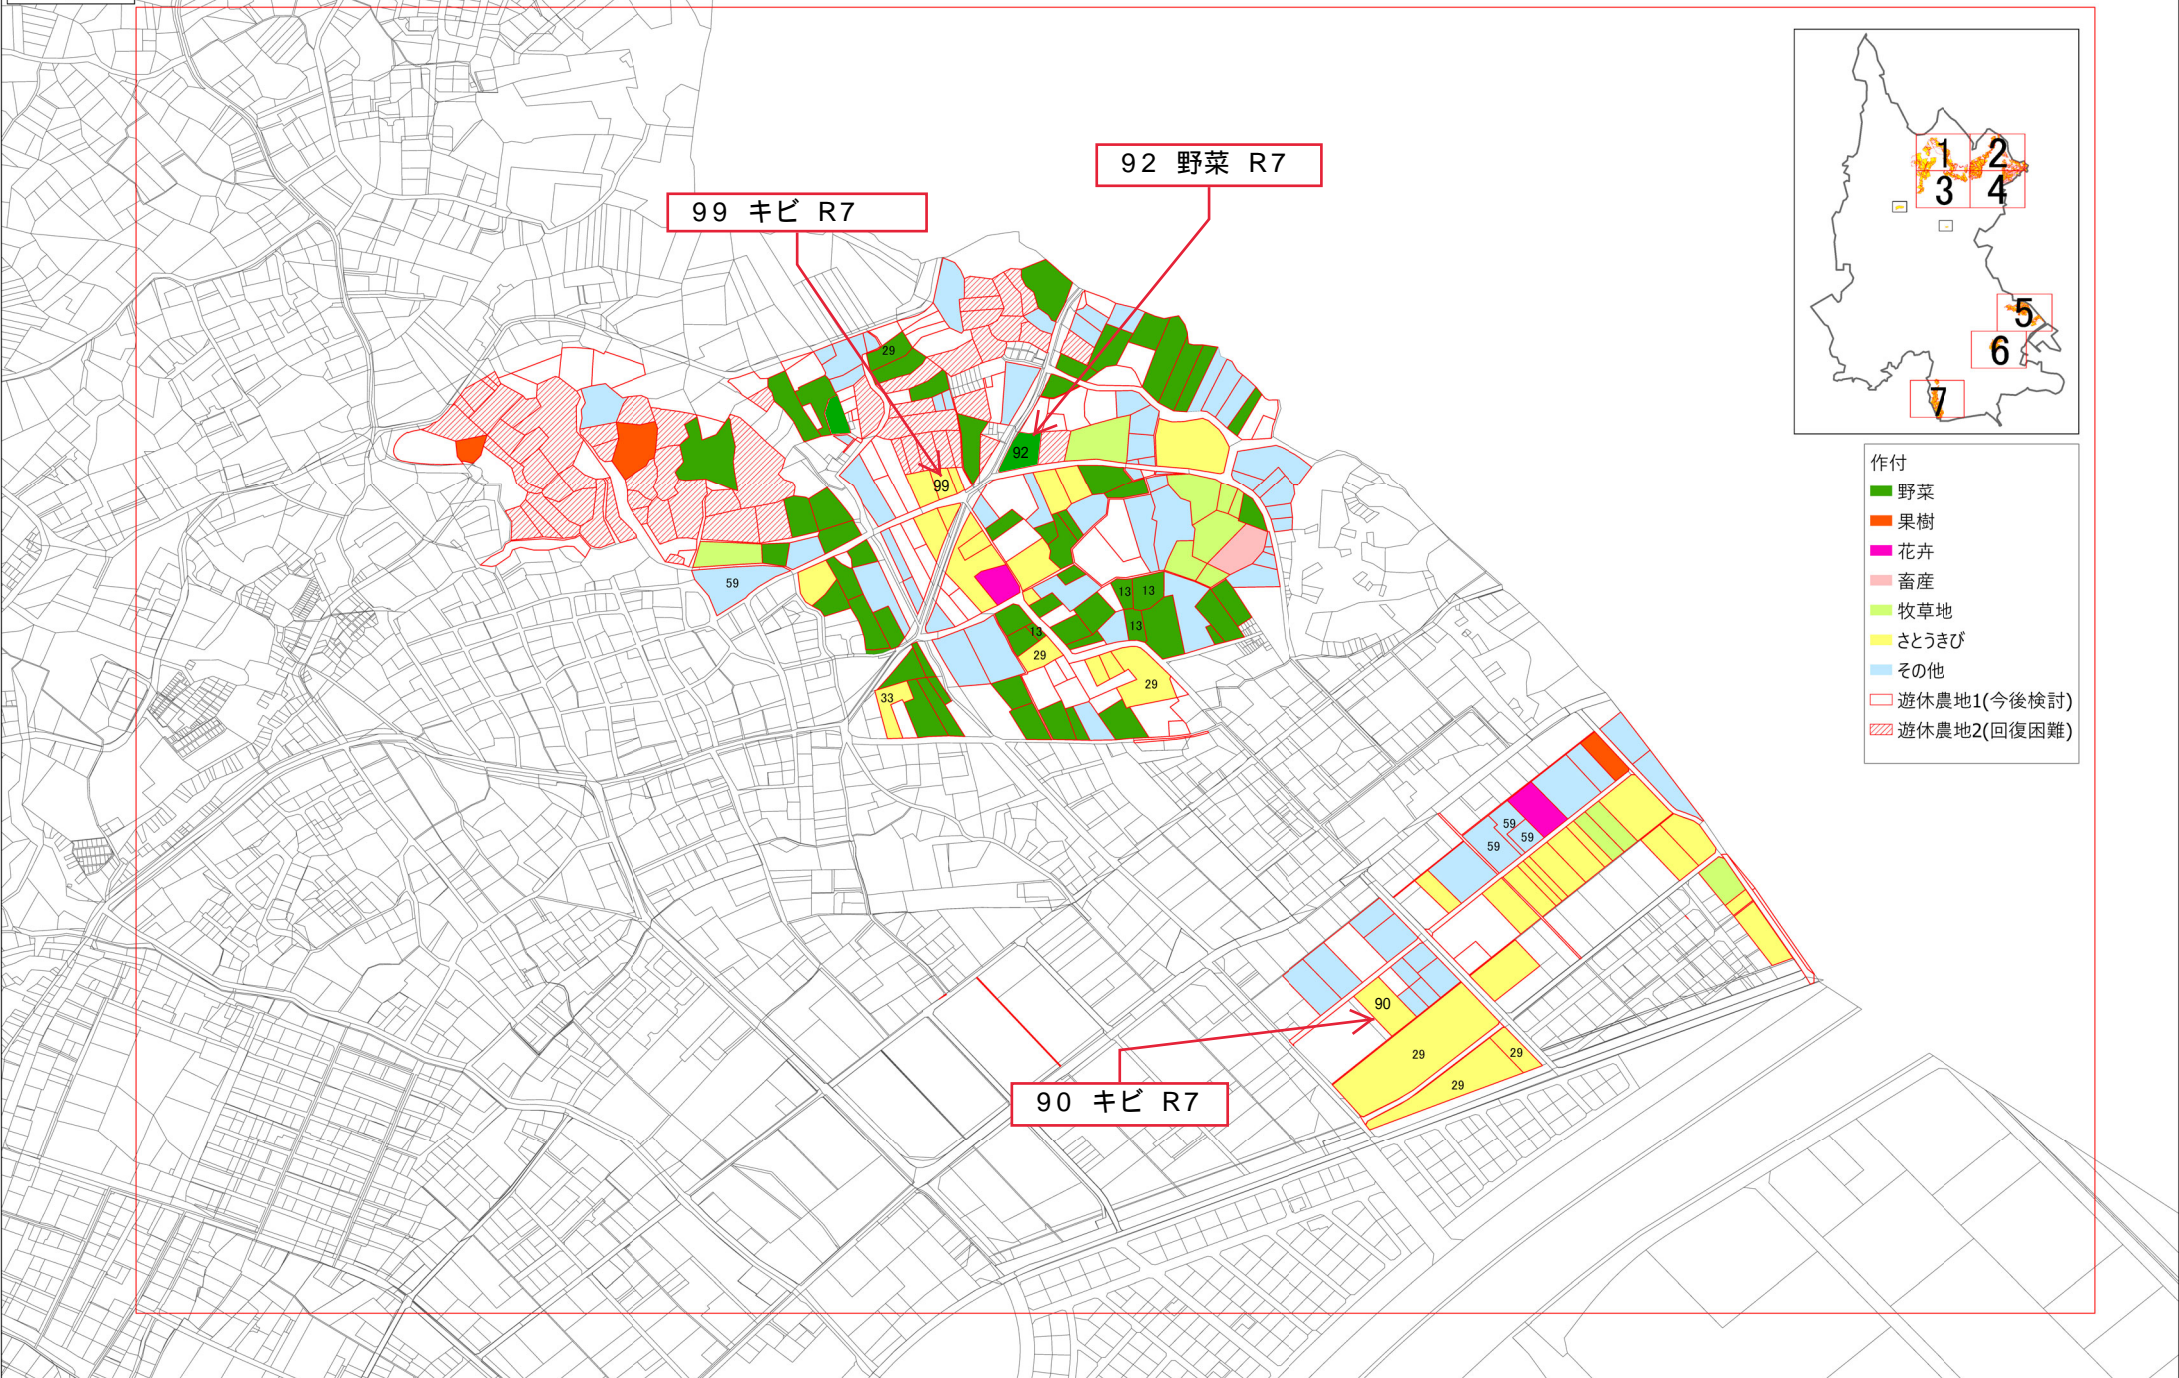 92 野菜 R7
99 キビ R7
1
2
3
4
5
6
7
作付
野菜
果樹
花卉
畜産
牧草地
さとうきび
その他
遊休農地1(今後検討)
遊休農地2(回復困難)
29
92
99
59
13
13
13
13
29
29
33
59
59
59
90
29
29
29
90 キビ R7